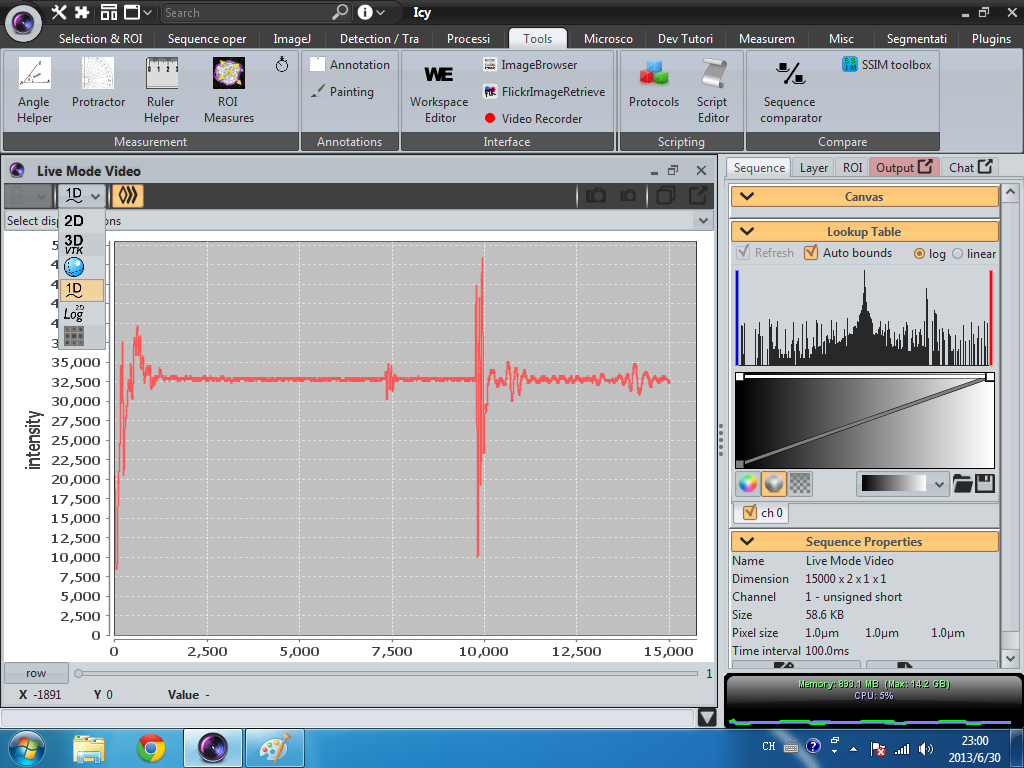 Search
Icy
Selection & ROI
Sequence oper
ImageJ
Detection / Tra
Processi
Tools
Microsco
Dev Tutori
Measurem
Misc
Segmentati
Plugins
Angle Helper
Protractor
Ruler Helper
ROI Measures
Measurement
Annotation
Painting
Annotations
WE
Workspace Editor
ImageBrowser
FlickrImageRetrieve
Video Recorder
Interface
Protocols
Script Editor
Scripting
Sequence comparator
SSIM toolbox
Compare
Live Mode Video
1D
Select disp
ons
2D
3D VTK
1D
Log 2D
intensity
35,000
32,500
30,000
27,500
25,000
22,500
20,000
17,500
15,000
12,500
10,000
7,500
5,000
2,500
0
0
2,500
5,000
7,500
10,000
12,500
15,000
row
1
X -1891
Y 0
Value -
Sequence
Layer
ROI
Output
Chat
Canvas
Lookup Table
Refresh
Auto bounds
log
linear
ch 0
Sequence Properties
Name Live Mode Video
Dimension 15000 x 2 x 1 x 1
Channel 1 - unsigned short
Size 58.6 KB
Pixel size 1.0µm 1.0µm 1.0µm
Time interval 100.0ms
Memory: 893.1 MB (Max: 14.2 GB)
CPU: 5%
CH
23:00
2013/6/30